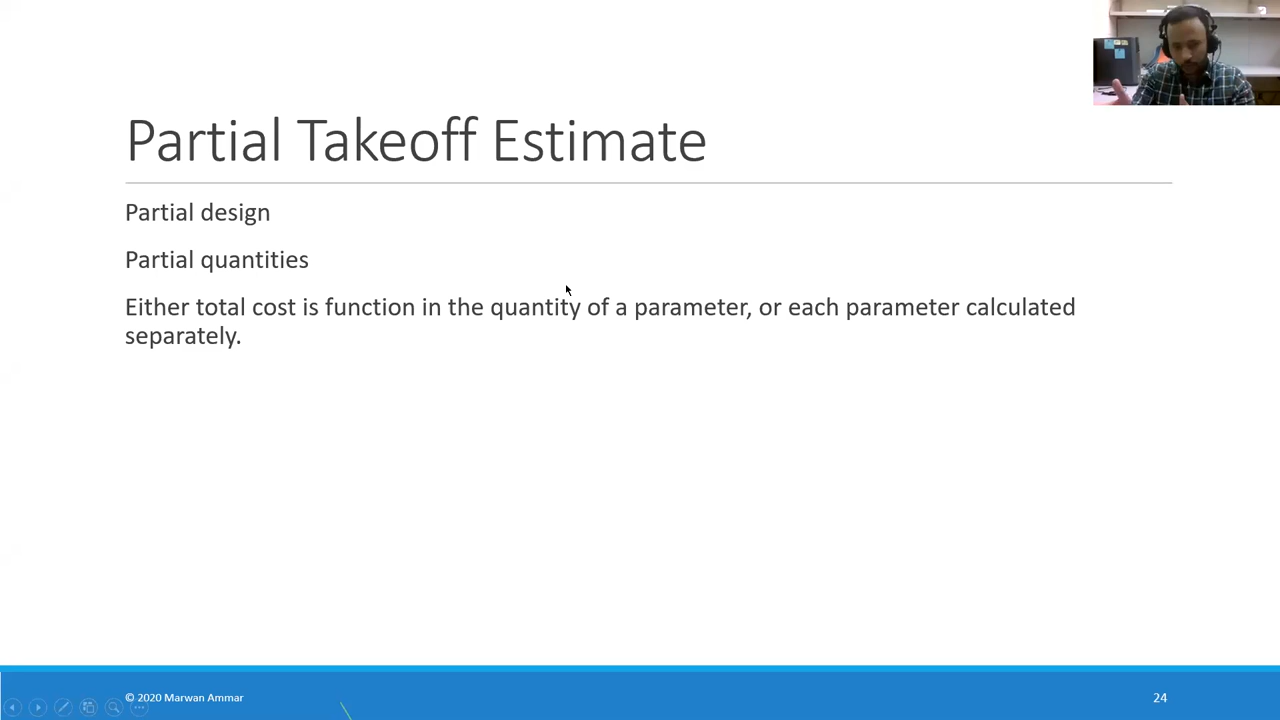 Partial Takeoff Estimate
Partial design
Partial quantities
Either total cost is function in the quantity of a parameter, or each parameter calculated
separately.
© 2020 Marwan Ammar
24